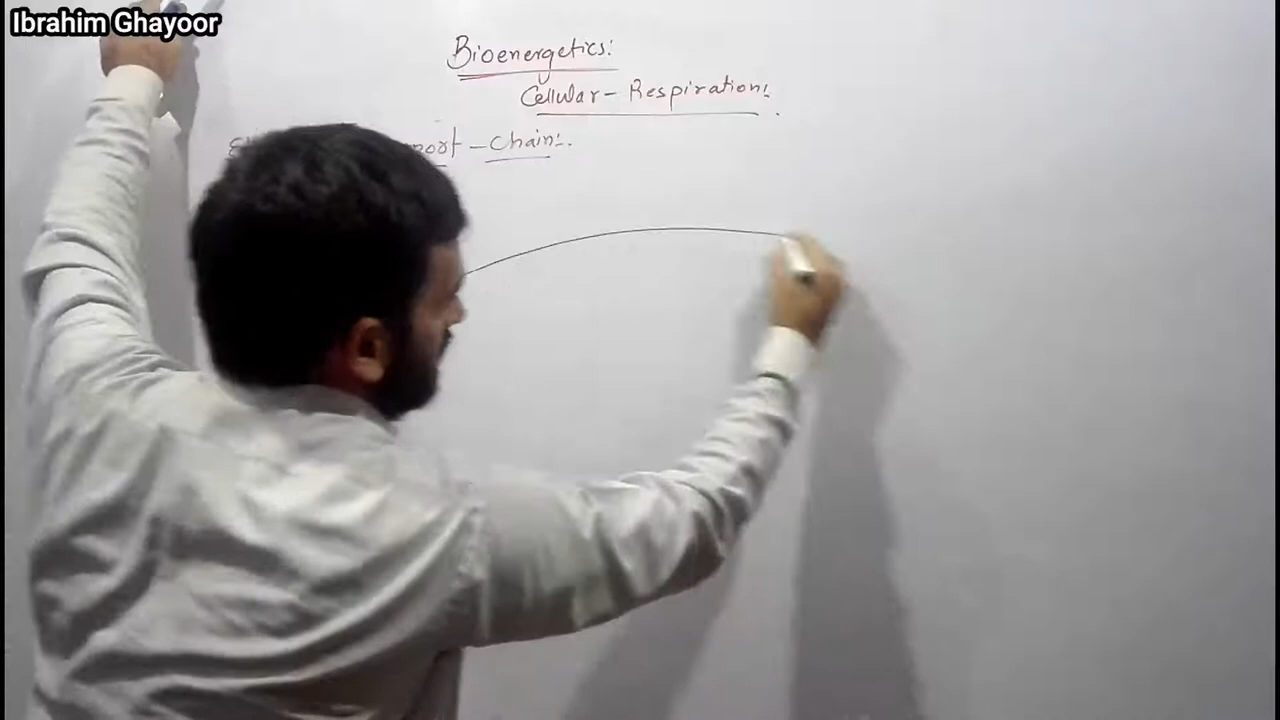 Ibrahim Ghayoor
Bioenergetics:
Cellular - Respiration:
- Chain: